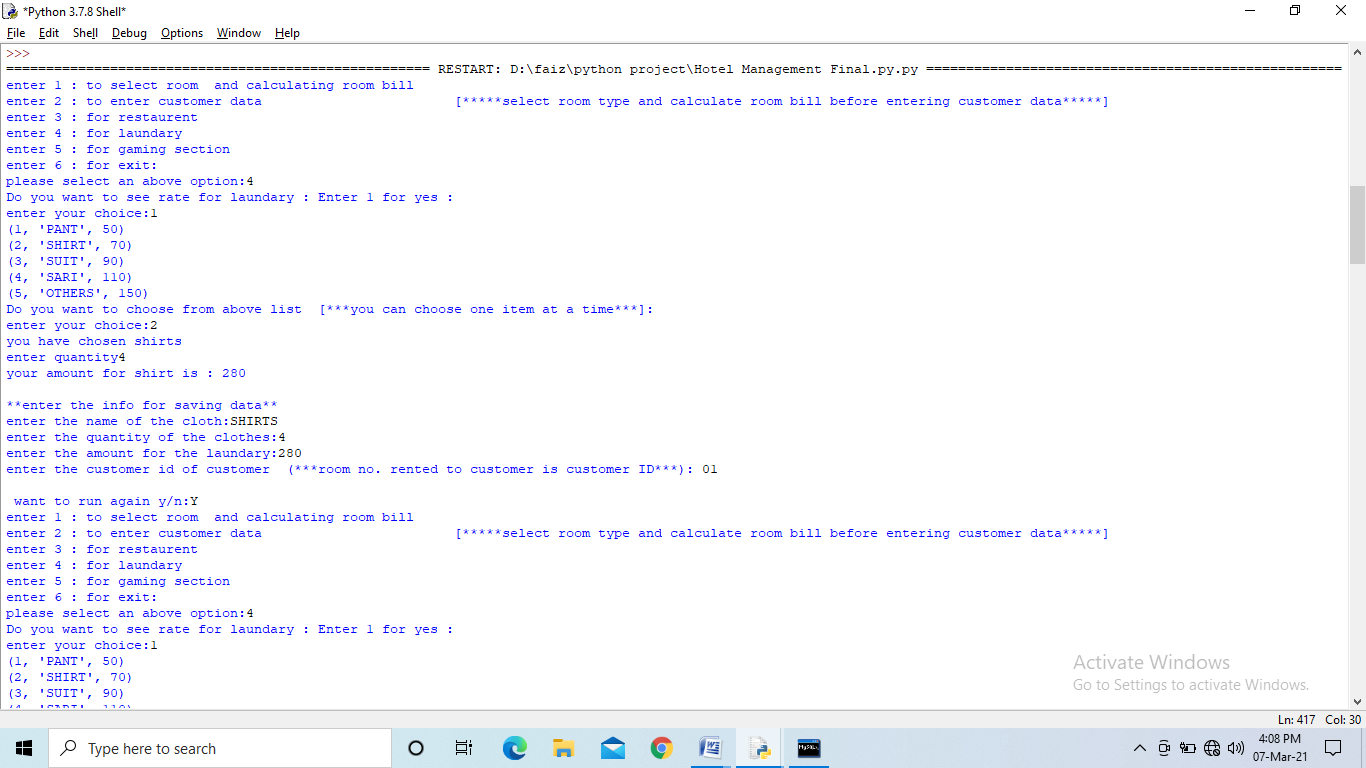 *Python 3.7.8 Shell*
File Edit Shell Debug Options Window Help
>>>
==================================================== RESTART: D:\faiz\python project\Hotel Management Final.py.py ====================================================
enter 1 : to select room  and calculating room bill
enter 2 : to enter customer data                        [*****select room type and calculate room bill before entering customer data*****]
enter 3 : for restaurent
enter 4 : for laundary
enter 5 : for gaming section
enter 6 : for exit:
please select an above option:4
Do you want to see rate for laundary : Enter 1 for yes :
enter your choice:1
(1, 'PANT', 50)
(2, 'SHIRT', 70)
(3, 'SUIT', 90)
(4, 'SARI', 110)
(5, 'OTHERS', 150)
Do you want to choose from above list  [***you can choose one item at a time***]:
enter your choice:2
you have chosen shirts
enter quantity4
your amount for shirt is : 280
**enter the info for saving data**
enter the name of the cloth:SHIRTS
enter the quantity of the clothes:4
enter the amount for the laundary:280
enter the customer id of customer  (***room no. rented to customer is customer ID***): 01
want to run again y/n:Y
enter 1 : to select room  and calculating room bill
enter 2 : to enter customer data                        [*****select room type and calculate room bill before entering customer data*****]
enter 3 : for restaurent
enter 4 : for laundary
enter 5 : for gaming section
enter 6 : for exit:
please select an above option:4
Do you want to see rate for laundary : Enter 1 for yes :
enter your choice:1
(1, 'PANT', 50)
(2, 'SHIRT', 70)
(3, 'SUIT', 90)
(4, 'SARI', 110)
Activate Windows
Go to Settings to activate Windows.
Ln: 417 Col: 30
Type here to search
MySQL
4:08 PM
07-Mar-21